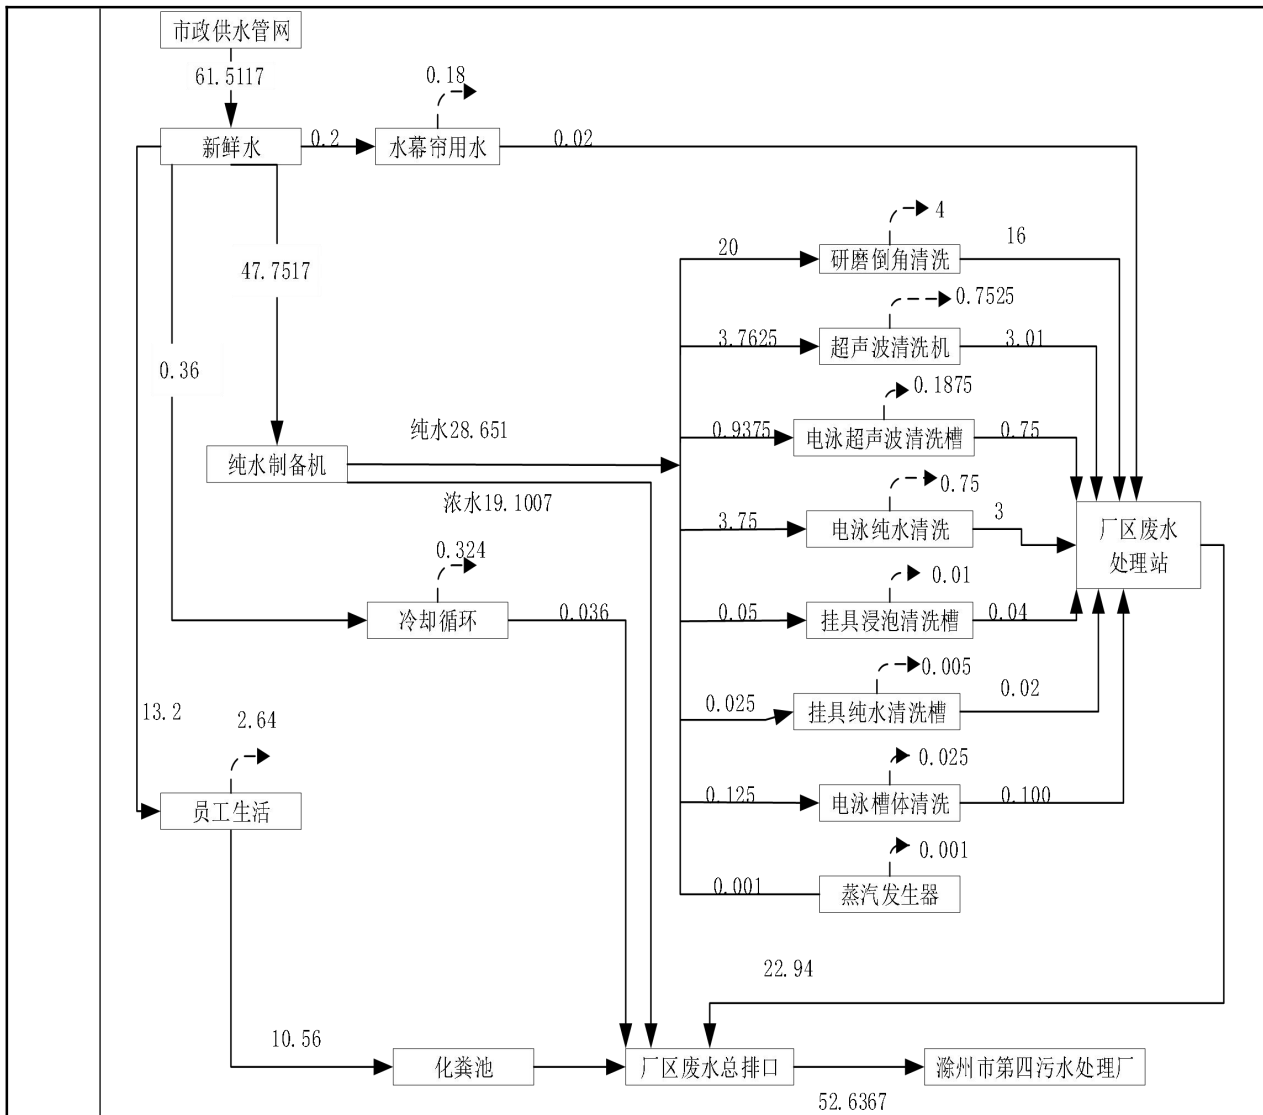 市政供水管网
61.5117
0.18
新鲜水
0.2
水幕帘用水
0.02
4
20
研磨倒角清洗
16
47.7517
0.7525
3.7625
超声波清洗机
3.01
0.36
0.1875
纯水28.651
0.9375
电泳超声波清洗槽
0.75
纯水制备机
浓水19.1007
0.75
3.75
电泳纯水清洗
3
厂区废水
处理站
0.324
0.01
冷却循环
0.036
0.05
挂具浸泡清洗槽
0.04
0.005
13.2
2.64
0.025
挂具纯水清洗槽
0.02
0.025
员工生活
0.125
电泳槽体清洗
0.100
0.001
0.001
蒸汽发生器
22.94
10.56
化粪池
厂区废水总排口
滁州市第四污水处理厂
52.6367